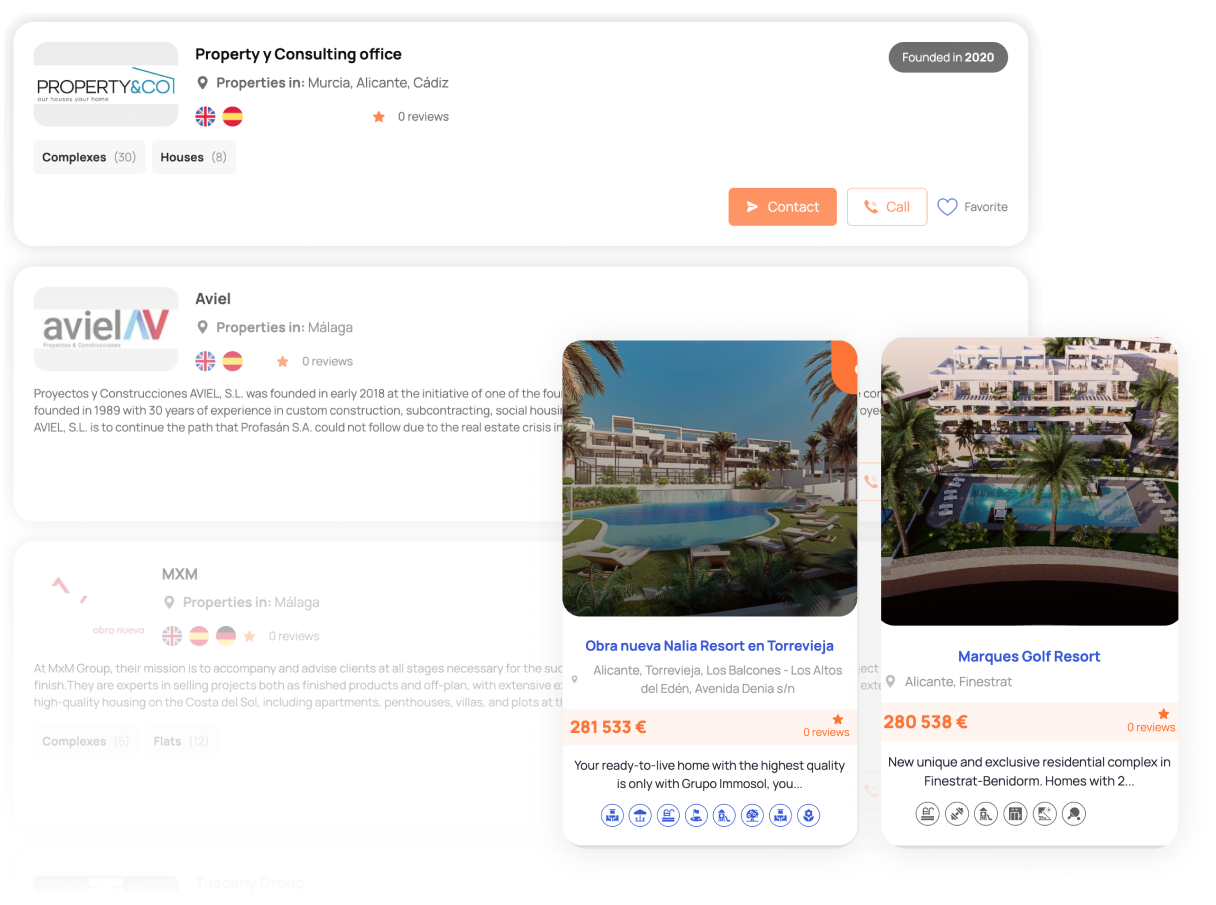 PROPERTY&CO
our houses your home
Property y Consulting office
Founded in 2020
Properties in: Murcia, Alicante, Cádiz
0 reviews
Complexes (30)
Houses (8)
Contact
Call
Favorite
avielAV
Proyectos & Construcciones
Aviel
Properties in: Málaga
0 reviews
Proyectos y Construcciones AVIEL, S.L. was founded in early 2018 at the initiative of one of the
founded in 1989 with 30 years of experience in custom construction, subcontracting, social
AVIEL, S.L. is to continue the path that Profasán S.A. could not follow due to the real estate crisis in
obra nueva
MXM
Properties in: Málaga
0 reviews
At MxM Group, their mission is to accompany and advise clients at all stages necessary for the
finish.They are experts in selling projects both as finished products and off-plan, with extensive
high-quality housing on the Costa del Sol, including apartments, penthouses, villas, and plots at
Complexes (5)
Flats (12)
Tuscany Group
Obra nueva Nalia Resort en Torrevieja
Alicante, Torrevieja, Los Balcones - Los Altos
del Edén, Avenida Denia s/n
281 533 €
0 reviews
Your ready-to-live home with the highest quality
is only with Grupo Immosol, you...
Marques Golf Resort
Alicante, Finestrat
280 538 €
0 reviews
New unique and exclusive residential complex in
Finestrat-Benidorm. Homes with 2...